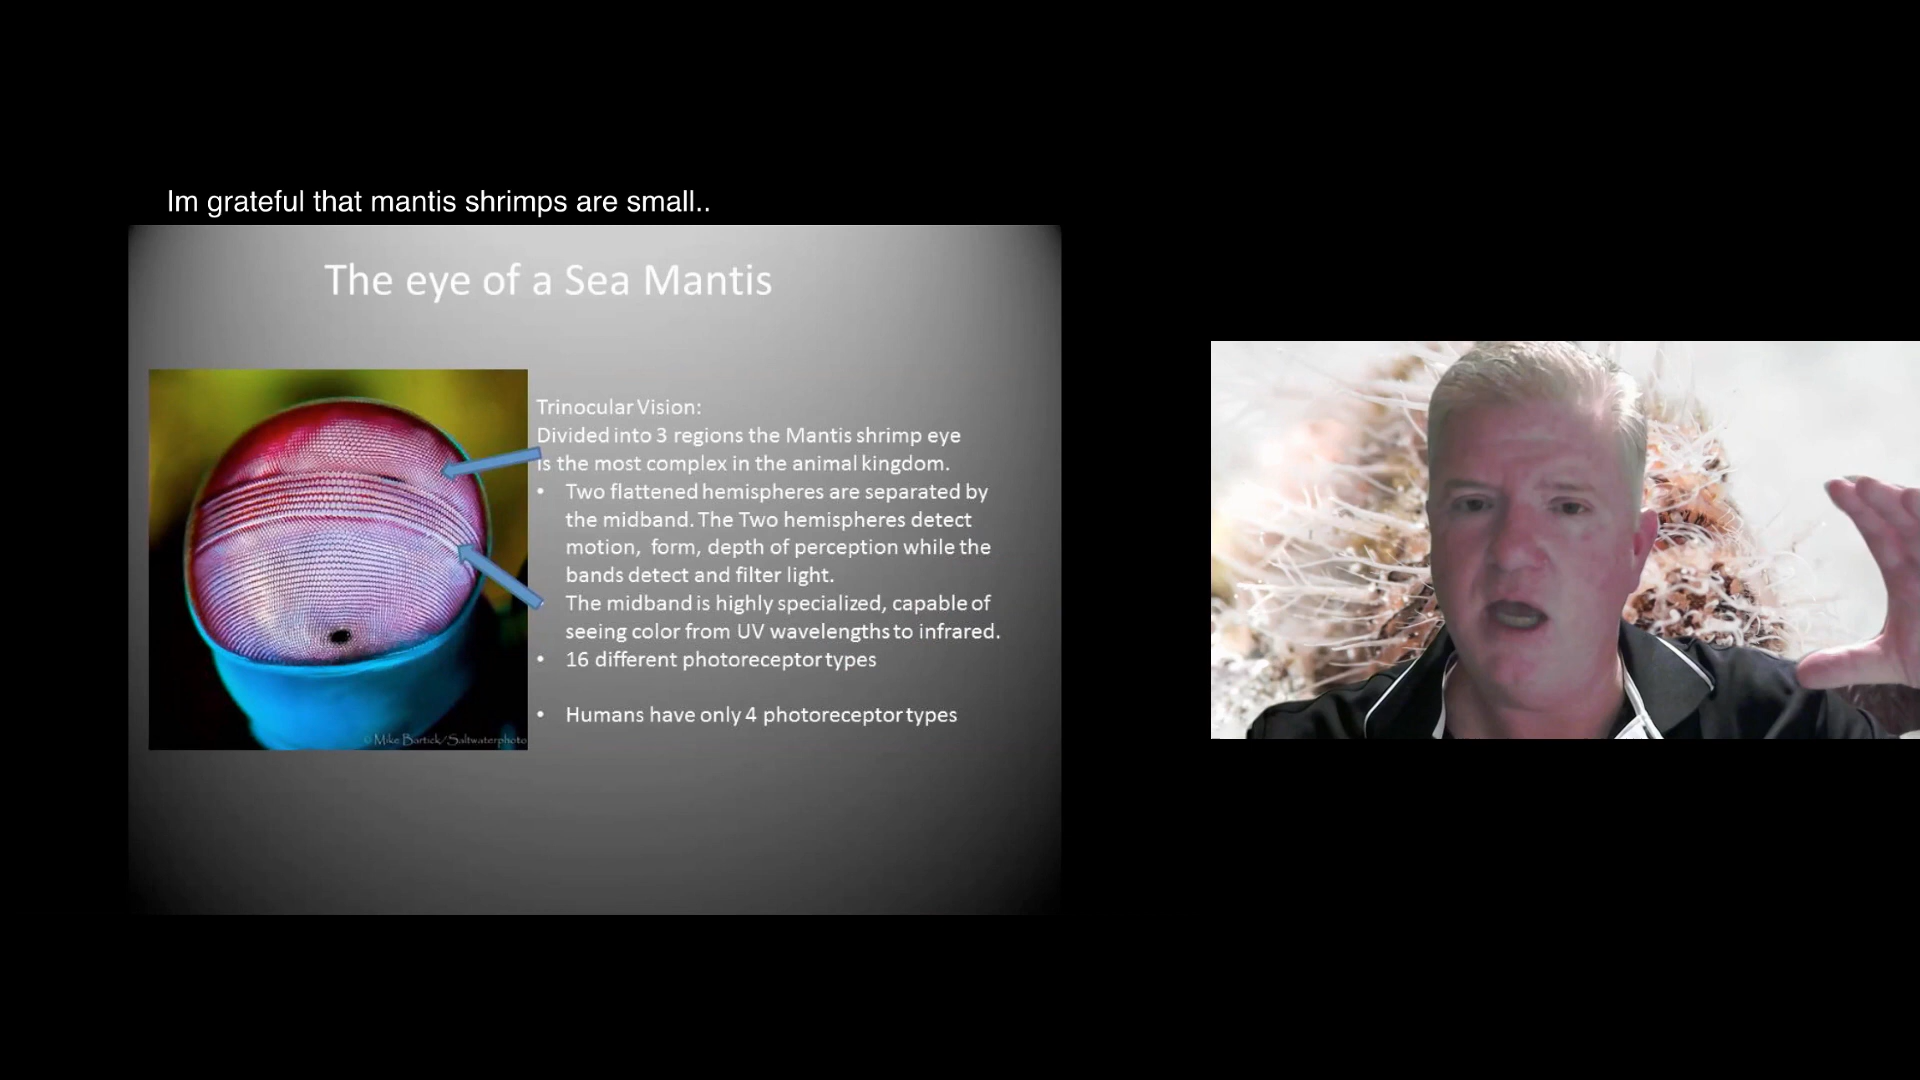 Im grateful that mantis shrimps are small..
The eye of a Sea Mantis
Trinocular Vision:
Divided into 3 regions the Mantis shrimp eye
is the most complex in the animal kingdom.
• Two flattened hemispheres are separated by
the midband. The Two hemispheres detect
motion, form, depth of perception while the
bands detect and filter light.
The midband is highly specialized, capable of
seeing color from UV wavelengths to infrared.
• 16 different photoreceptor types
• Humans have only 4 photoreceptor types
© Mike Bartick/Saltwaterphoto